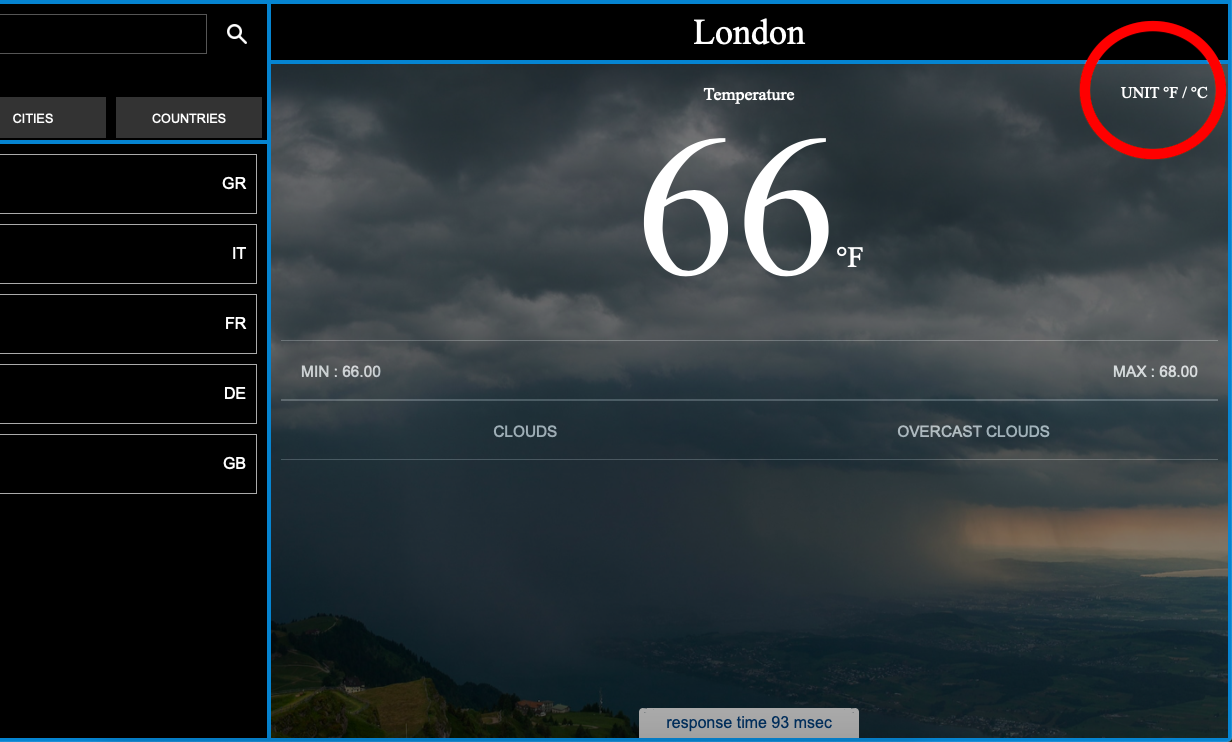 London
CITIES
COUNTRIES
GR
IT
FR
DE
GB
Temperature
UNIT °F / °C
66 °F
MIN : 66.00
MAX : 68.00
CLOUDS
OVERCAST CLOUDS
response time 93 msec